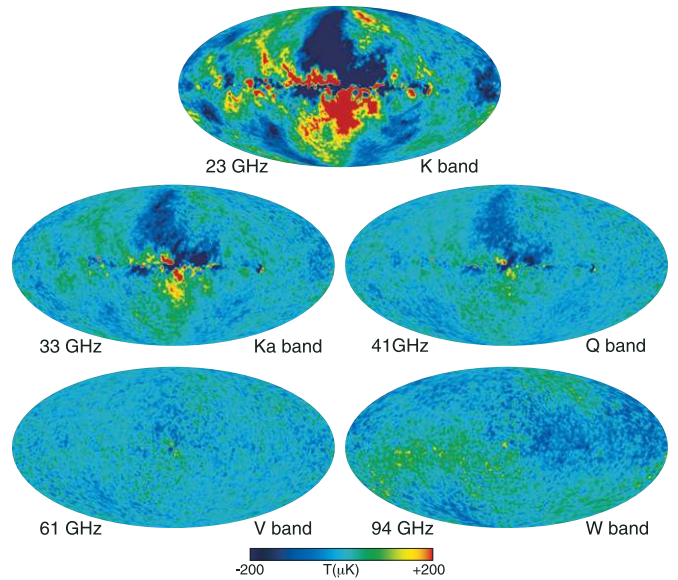 23 GHz K band
33 GHz Ka band
41GHz Q band
61 GHz V band
94 GHz W band
-200 T(μK) +200